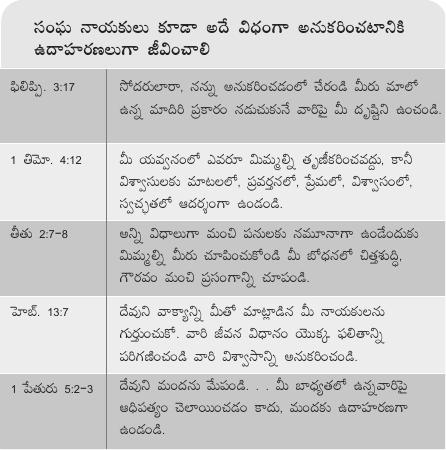 సంఘ నాయకులు కూడా అదే విధంగా అనుకరించటానికి
ఉదాహరణలుగా జీవించాలి
ఫిలిప్పి. 3:17
సోదరులారా, నన్ను అనుకరించడంలో చేరండి మీరు మాలో
ఉన్న మాదిరి ప్రకారం నడుచుకునే వారిపై మీ దృష్టిని ఉంచండి.
1 తిమో. 4:12
మీ యవ్వనంలో ఎవరూ మిమ్మల్ని తృణీకరించవద్దు, కానీ
విశ్వాసులకు మాటలలో, ప్రవర్తనలో, ప్రేమలో, విశ్వాసంలో,
స్వచ్ఛతలో ఆదర్శంగా ఉండండి.
తీతు 2:7-8
అన్ని విధాలుగా మంచి పనులకు నమూనాగా ఉండేందుకు
మిమ్మల్ని మీరు చూపించుకోండి మీ బోధనలో చిత్తశుద్ధి,
గౌరవం మంచి ప్రసంగాన్ని చూపండి.
హెబ్. 13:7
దేవుని వాక్యాన్ని మీతో మాట్లాడిన మీ నాయకులను
గుర్తుంచుకో. వారి జీవన విధానం యొక్క ఫలితాన్ని
పరిగణించండి వారి విశ్వాసాన్ని అనుకరించండి.
1 పేతురు 5:2-3
దేవుని మందను మేపండి. . . మీ బాధ్యతలో ఉన్నవారిపై
ఆధిపత్యం చెలాయించడం కాదు, మందకు ఉదాహరణగా
ఉండండి.